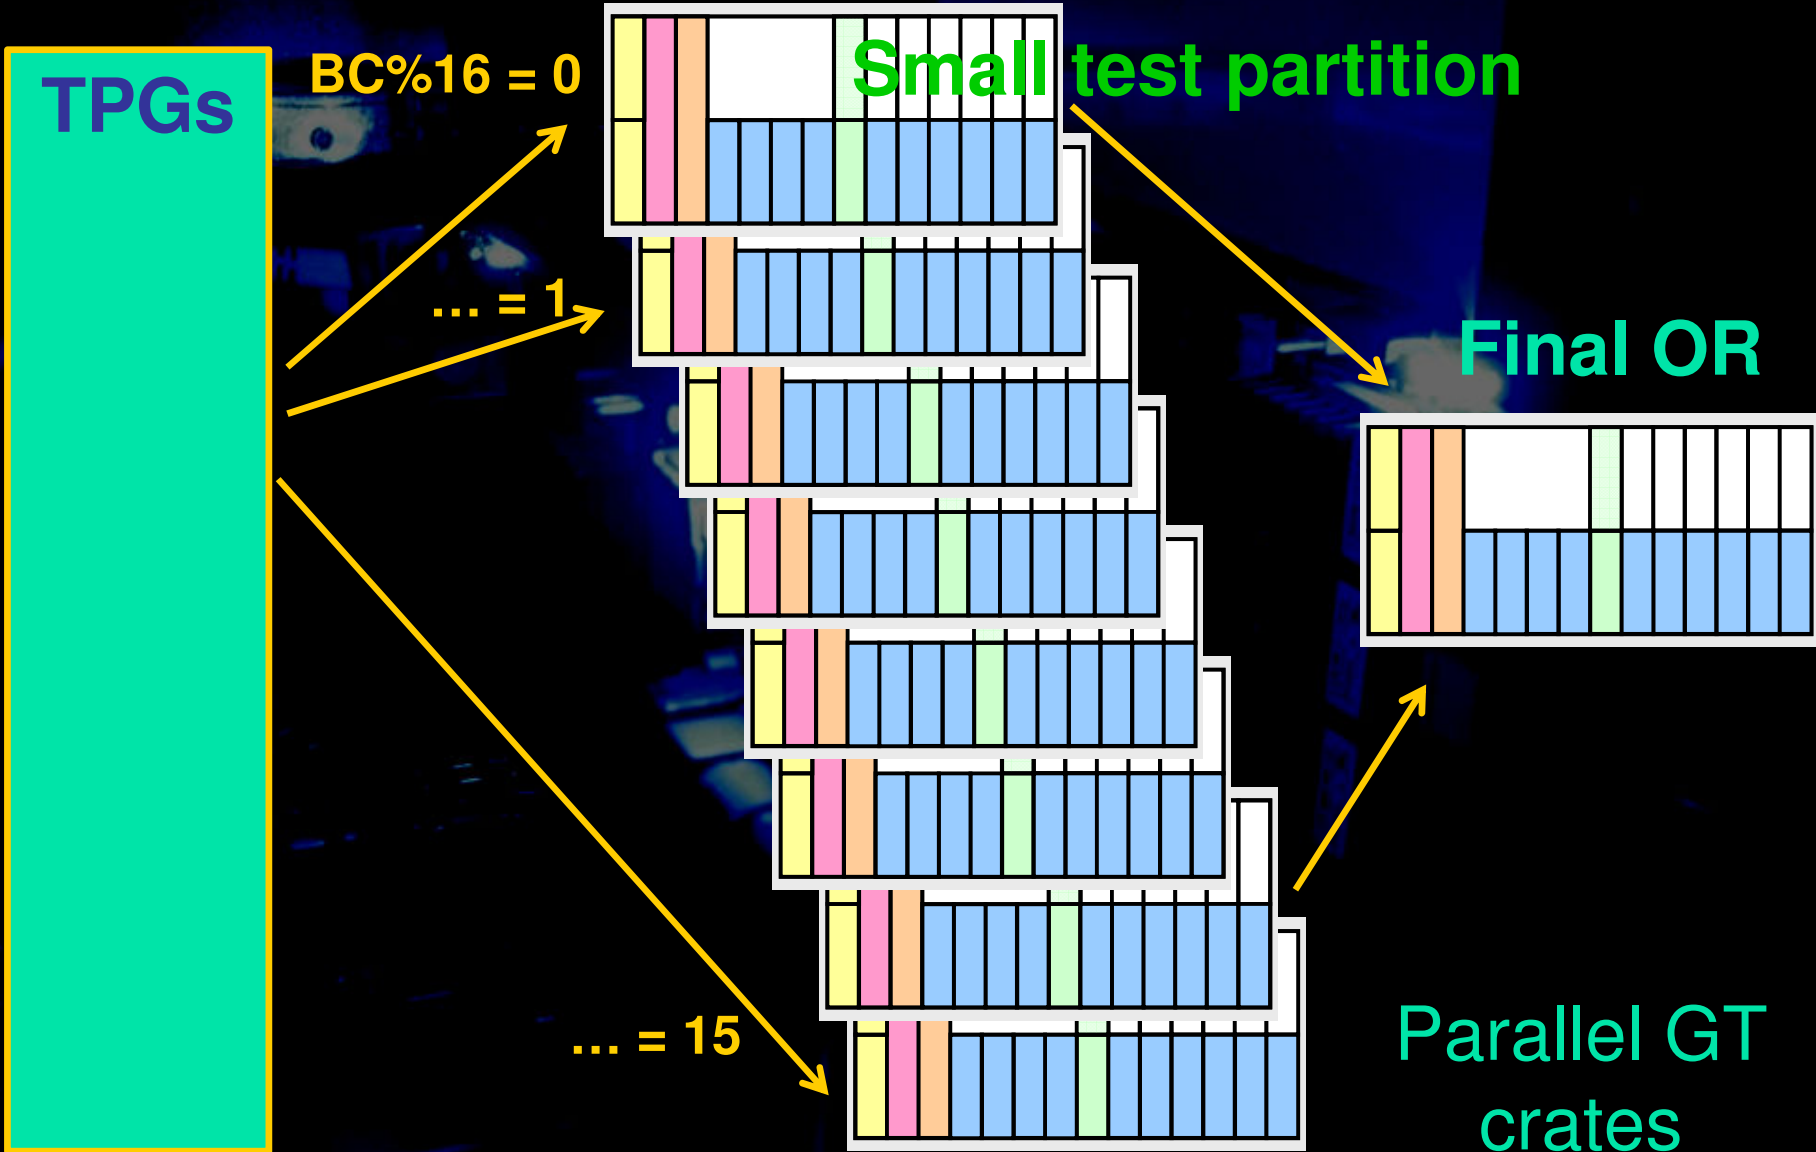 TPGs
BC%16 = 0
Small test partition
... = 1
Final OR
... = 15
Parallel GT
crates